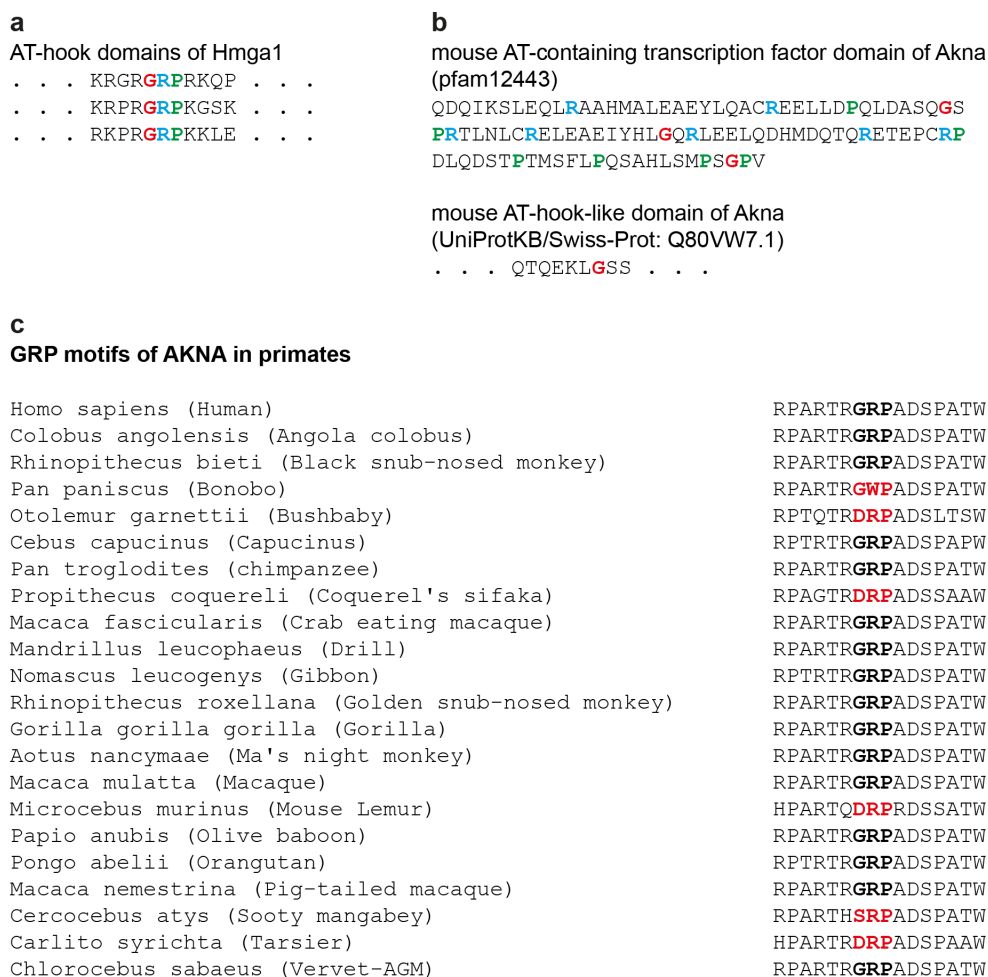 a
AT-hook domains of Hmga1
. . . KRGRGRPRKQP . . .
. . . KRPRGRPKGSK . . .
. . . RKPRGRPKKLE . . .
b
mouse AT-containing transcription factor domain of Akna
(pfam12443)
QDQIKSLEQLRAAHMALEAEYLQACREELLDPQLDASQGS
PRTLNLCRELEAEIYHLGQRLEELQDHMDQTQRETEPCRP
DLQDSTPTMSFLPQSAHLSMPSGPV
mouse AT-hook-like domain of Akna
(UniProtKB/Swiss-Prot: Q80VW7.1)
. . . QTQEKLGSS . . .
c
GRP motifs of AKNA in primates
Homo sapiens (Human) RPARTRGRPADSPATW
Colobus angolensis (Angola colobus) RPARTRGRPADSPATW
Rhinopithecus bieti (Black snub-nosed monkey) RPARTRGRPADSPATW
Pan paniscus (Bonobo) RPARTRGWPADSPATW
Otolemur garnettii (Bushbaby) RPTQTRDRPADSLTSW
Cebus capucinus (Capucinus) RPTRTRGRPADSPAPW
Pan troglodites (chimpanzee) RPARTRGRPADSPATW
Propithecus coquereli (Coquerel's sifaka) RPAGTRDRPADSSAAW
Macaca fascicularis (Crab eating macaque) RPARTRGRPADSPATW
Mandrillus leucophaeus (Drill) RPARTRGRPADSPATW
Nomascus leucogenys (Gibbon) RPTRTRGRPADSPATW
Rhinopithecus roxellana (Golden snub-nosed monkey) RPARTRGRPADSPATW
Gorilla gorilla gorilla (Gorilla) RPARTRGRPADSPATW
Aotus nancymaae (Ma's night monkey) RPARTRGRPADSPATW
Macaca mulatta (Macaque) RPARTRGRPADSPATW
Microcebus murinus (Mouse Lemur) HPARTQDRPRDSSATW
Papio anubis (Olive baboon) RPARTRGRPADSPATW
Pongo abelii (Orangutan) RPTRTRGRPADSPATW
Macaca nemestrina (Pig-tailed macaque) RPARTRGRPADSPATW
Cercocebus atys (Sooty mangabey) RPARTHSRPADSPATW
Carlito syrichta (Tarsier) HPARTRDRPADSPAAW
Chlorocebus sabaeus (Vervet-AGM) RPARTRGRPADSPATW